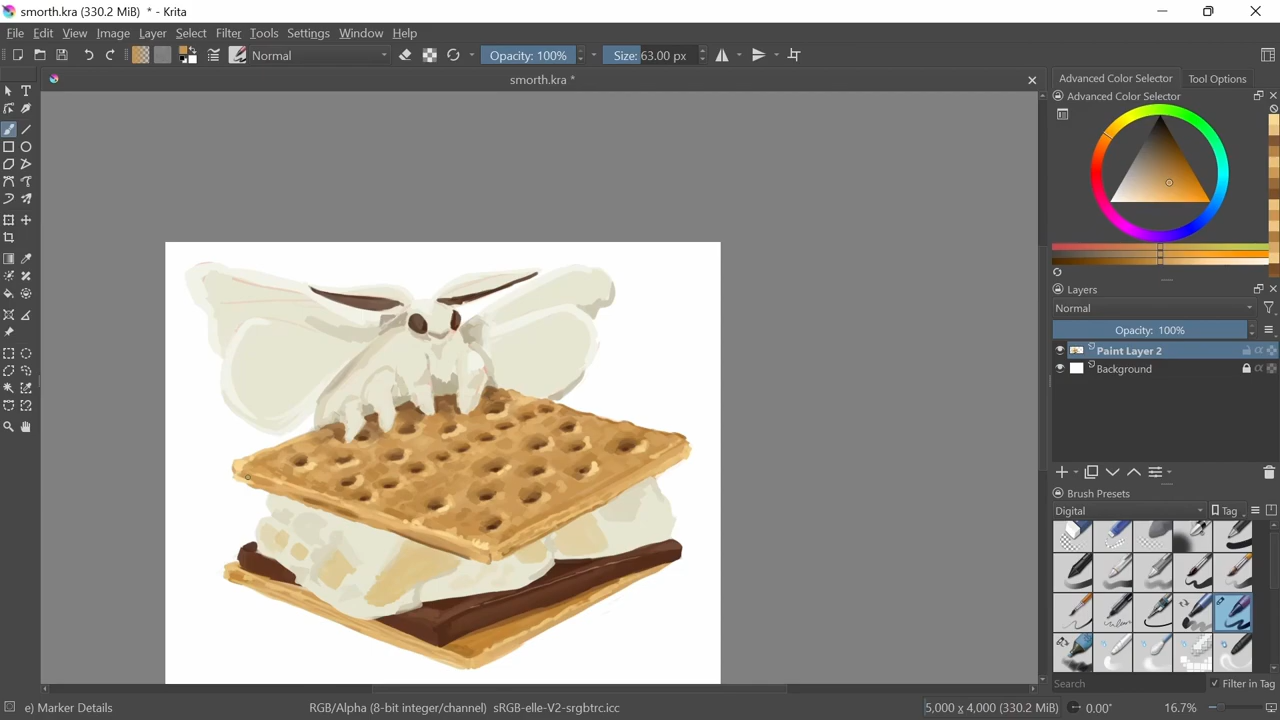 smorth.kra (330.2 MiB) * - Krita
File Edit View Image Layer Select Filter Tools Settings Window Help
Normal Opacity: 100% Size: 63.00 px
smorth.kra *
Advanced Color Selector Tool Options
Advanced Color Selector
Layers
Normal
Opacity: 100%
Paint Layer 2
Background
Brush Presets
Digital Tag
Search Filter in Tag
e) Marker Details RGB/Alpha (8-bit integer/channel) sRGB-elle-V2-srgbtrc.icc 5,000 x 4,000 (330.2 MiB) 0.00° 16.7%